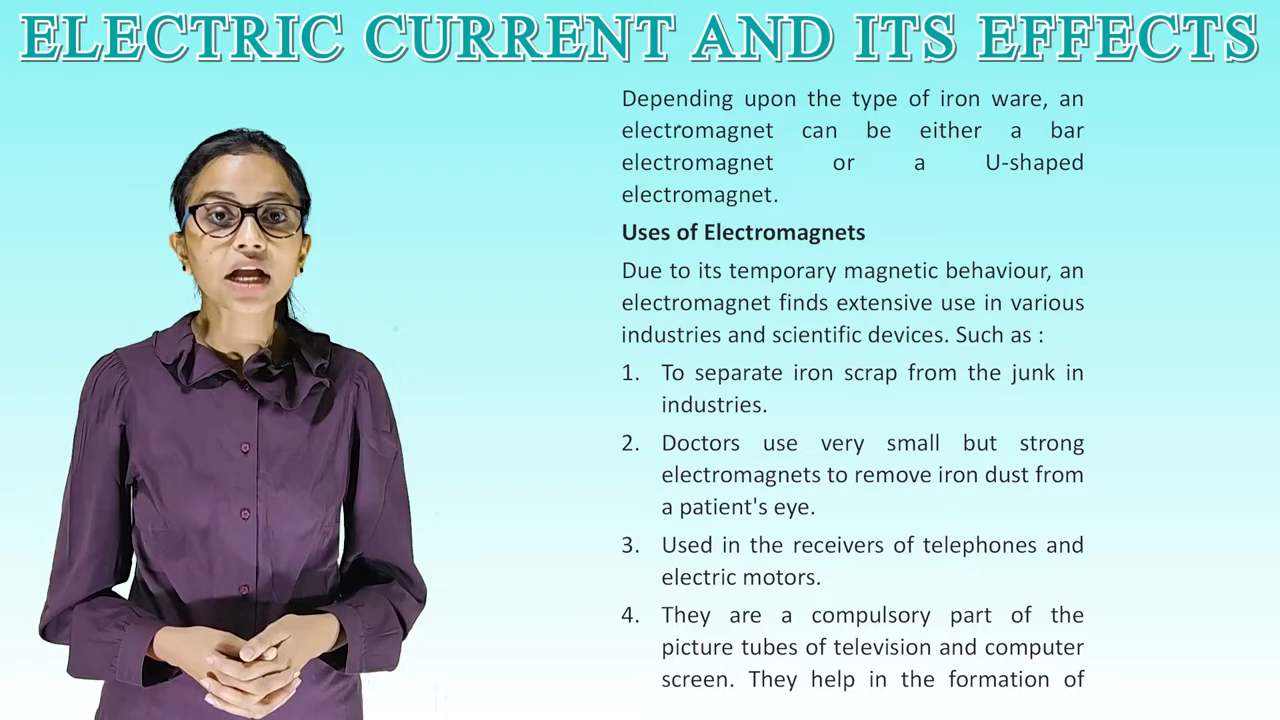 ELECTRIC CURRENT AND ITS EFFECTS
Depending upon the type of iron ware, an
electromagnet can be either a bar
electromagnet or a U-shaped
electromagnet.
Uses of Electromagnets
Due to its temporary magnetic behaviour, an
electromagnet finds extensive use in various
industries and scientific devices. Such as :
1. To separate iron scrap from the junk in
industries.
2. Doctors use very small but strong
electromagnets to remove iron dust from
a patient's eye.
3. Used in the receivers of telephones and
electric motors.
4. They are a compulsory part of the
picture tubes of television and computer
screen. They help in the formation of